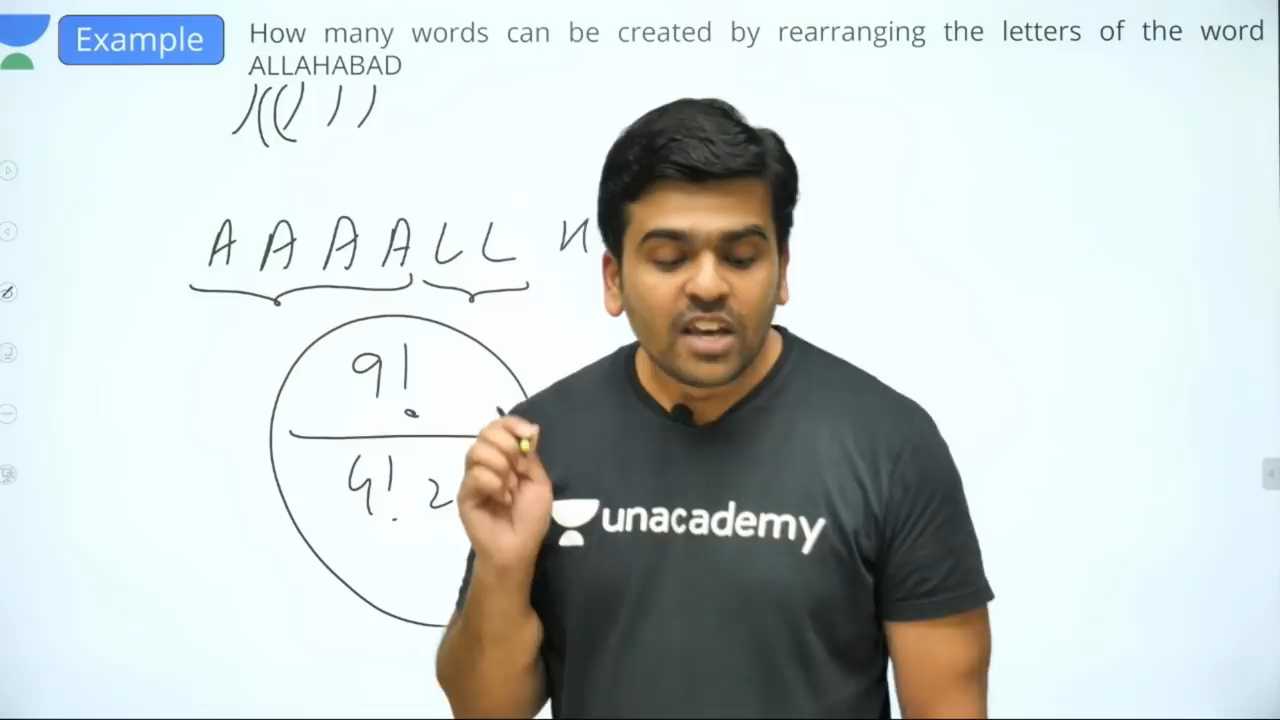 Example
How many words can be created by rearranging the letters of the word
ALLAHABAD
A A A A L L H
9!
4! 2
unacademy